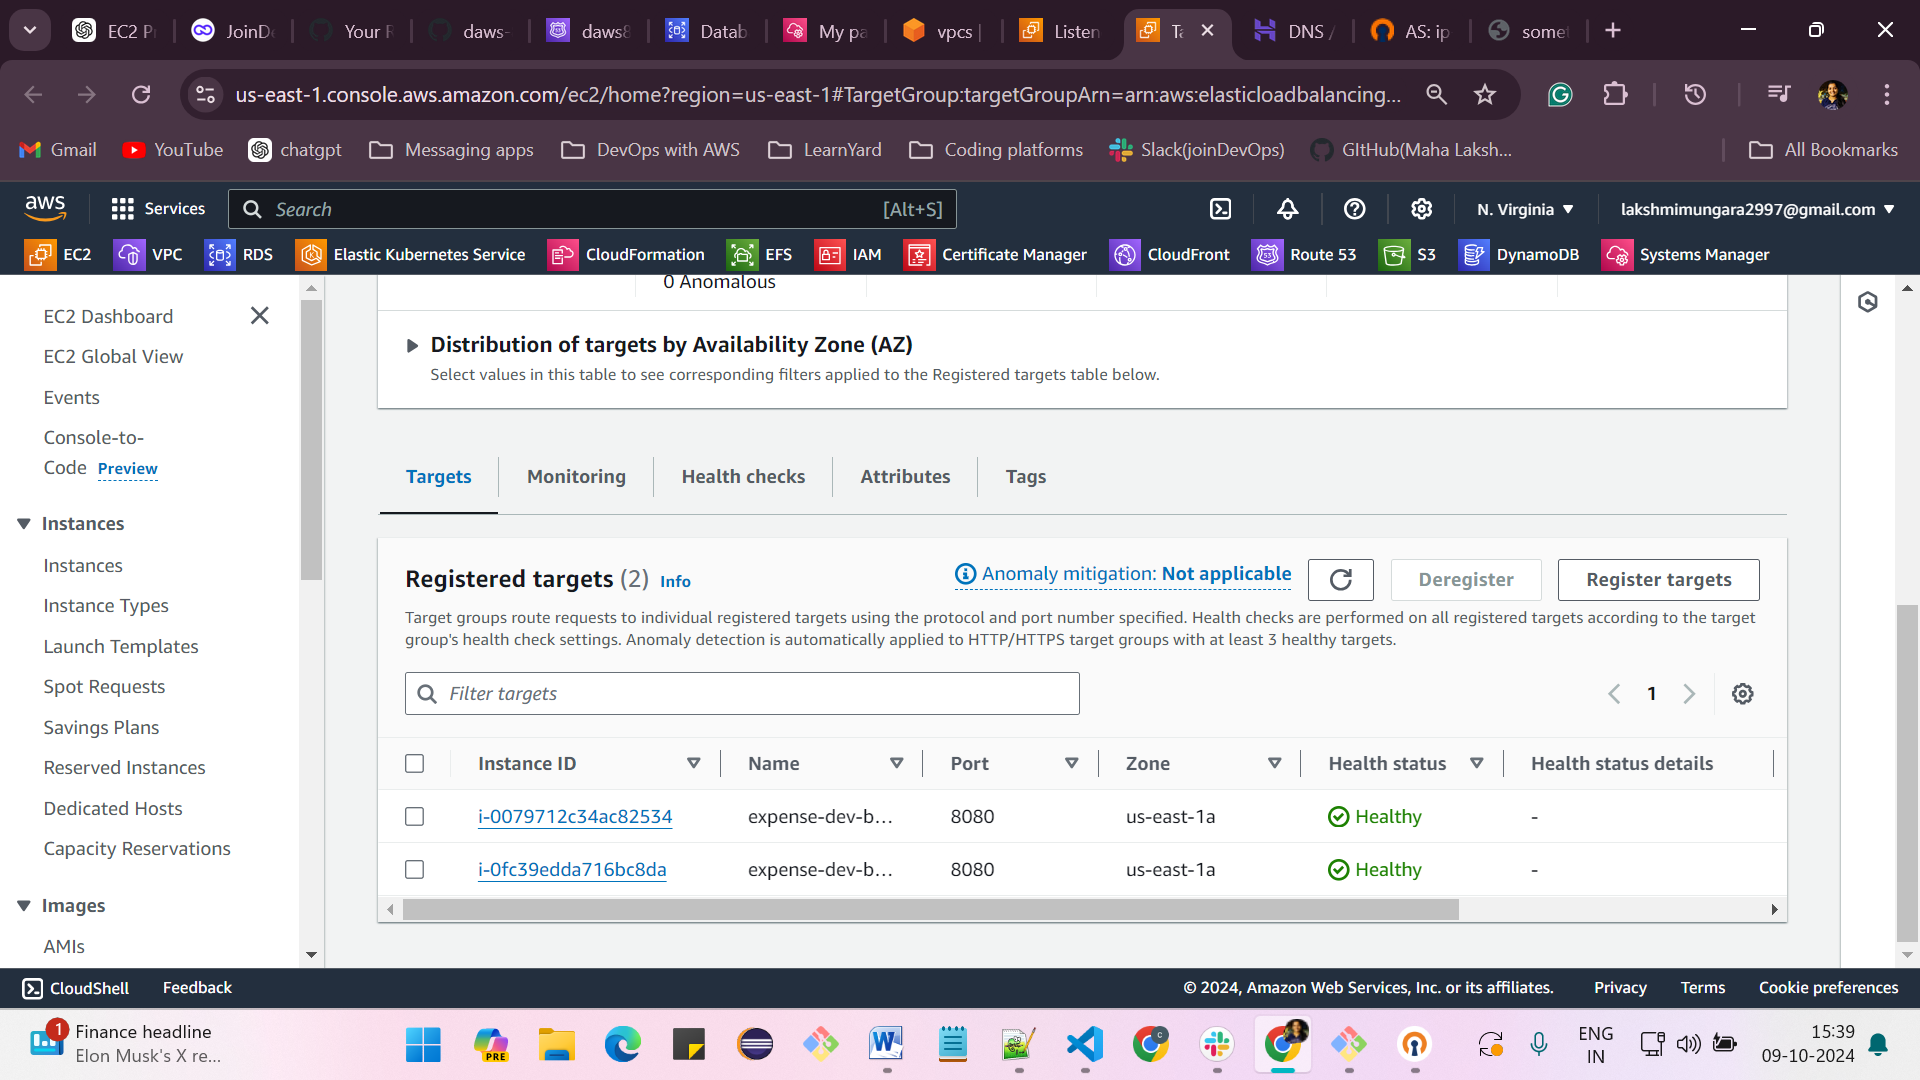 EC2 Pr
JoinDe
Your R
daws-
daws8
Datab
My pa
vpcs |
Listen
Ta
DNS /
AS: ip
somet
us-east-1.console.aws.amazon.com/ec2/home?region=us-east-1#TargetGroup:targetGroupArn=arn:aws:elasticloadbalancing...
Gmail
YouTube
chatgpt
Messaging apps
DevOps with AWS
LearnYard
Coding platforms
Slack(joinDevOps)
GItHub(Maha Laksh...
All Bookmarks
aws
Services
Search
[Alt+S]
N. Virginia
lakshmimungara2997@gmail.com
EC2
VPC
RDS
Elastic Kubernetes Service
CloudFormation
EFS
IAM
Certificate Manager
CloudFront
Route 53
S3
DynamoDB
Systems Manager
EC2 Dashboard
EC2 Global View
Events
Console-to-
Code Preview
Instances
Instances
Instance Types
Launch Templates
Spot Requests
Savings Plans
Reserved Instances
Dedicated Hosts
Capacity Reservations
Images
AMIs
0 Anomalous
Distribution of targets by Availability Zone (AZ)
Select values in this table to see corresponding filters applied to the Registered targets table below.
Targets
Monitoring
Health checks
Attributes
Tags
Registered targets (2) Info
Anomaly mitigation: Not applicable
Deregister
Register targets
Target groups route requests to individual registered targets using the protocol and port number specified. Health checks are performed on all registered targets according to the target
group's health check settings. Anomaly detection is automatically applied to HTTP/HTTPS target groups with at least 3 healthy targets.
Filter targets
1
Instance ID Name Port Zone Health status Health status details
i-0079712c34ac82534 expense-dev-b... 8080 us-east-1a Healthy -
i-0fc39edda716bc8da expense-dev-b... 8080 us-east-1a Healthy -
CloudShell
Feedback
© 2024, Amazon Web Services, Inc. or its affiliates.
Privacy
Terms
Cookie preferences
1
Finance headline
Elon Musk's X re...
PRE
ENG
IN
15:39
09-10-2024